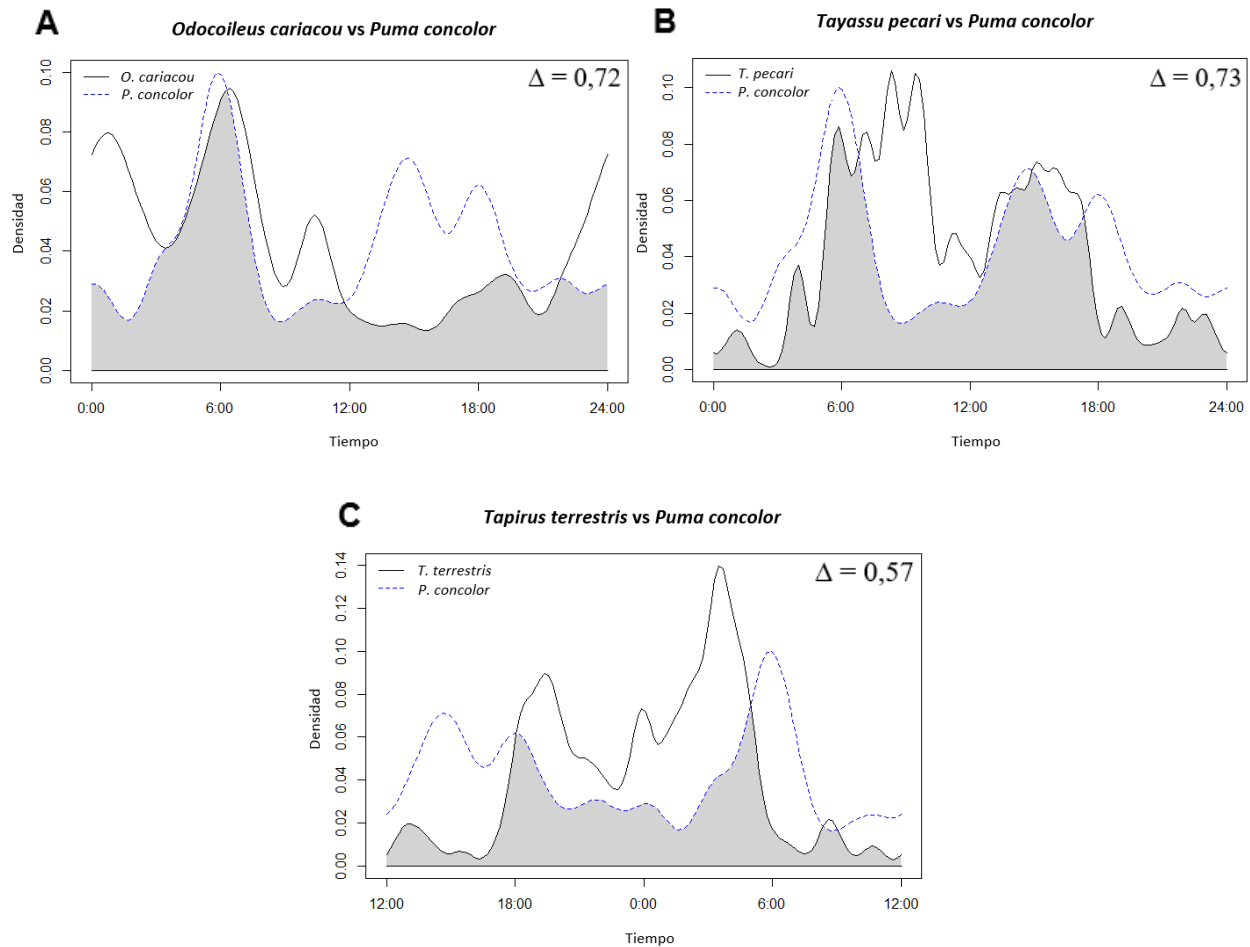 A
Odocoileus cariacou vs Puma concolor
O. cariacou
P. concolor
Δ = 0,72
Densidad
0.10
0.08
0.06
0.04
0.02
0.00
0:00 6:00 12:00 18:00 24:00
Tiempo
B
Tayassu pecari vs Puma concolor
T. pecari
P. concolor
Δ = 0,73
Densidad
0.10
0.08
0.06
0.04
0.02
0.00
0:00 6:00 12:00 18:00 24:00
Tiempo
C
Tapirus terrestris vs Puma concolor
T. terrestris
P. concolor
Δ = 0,57
Densidad
0.14
0.12
0.10
0.08
0.06
0.04
0.02
0.00
12:00 18:00 0:00 6:00 12:00
Tiempo